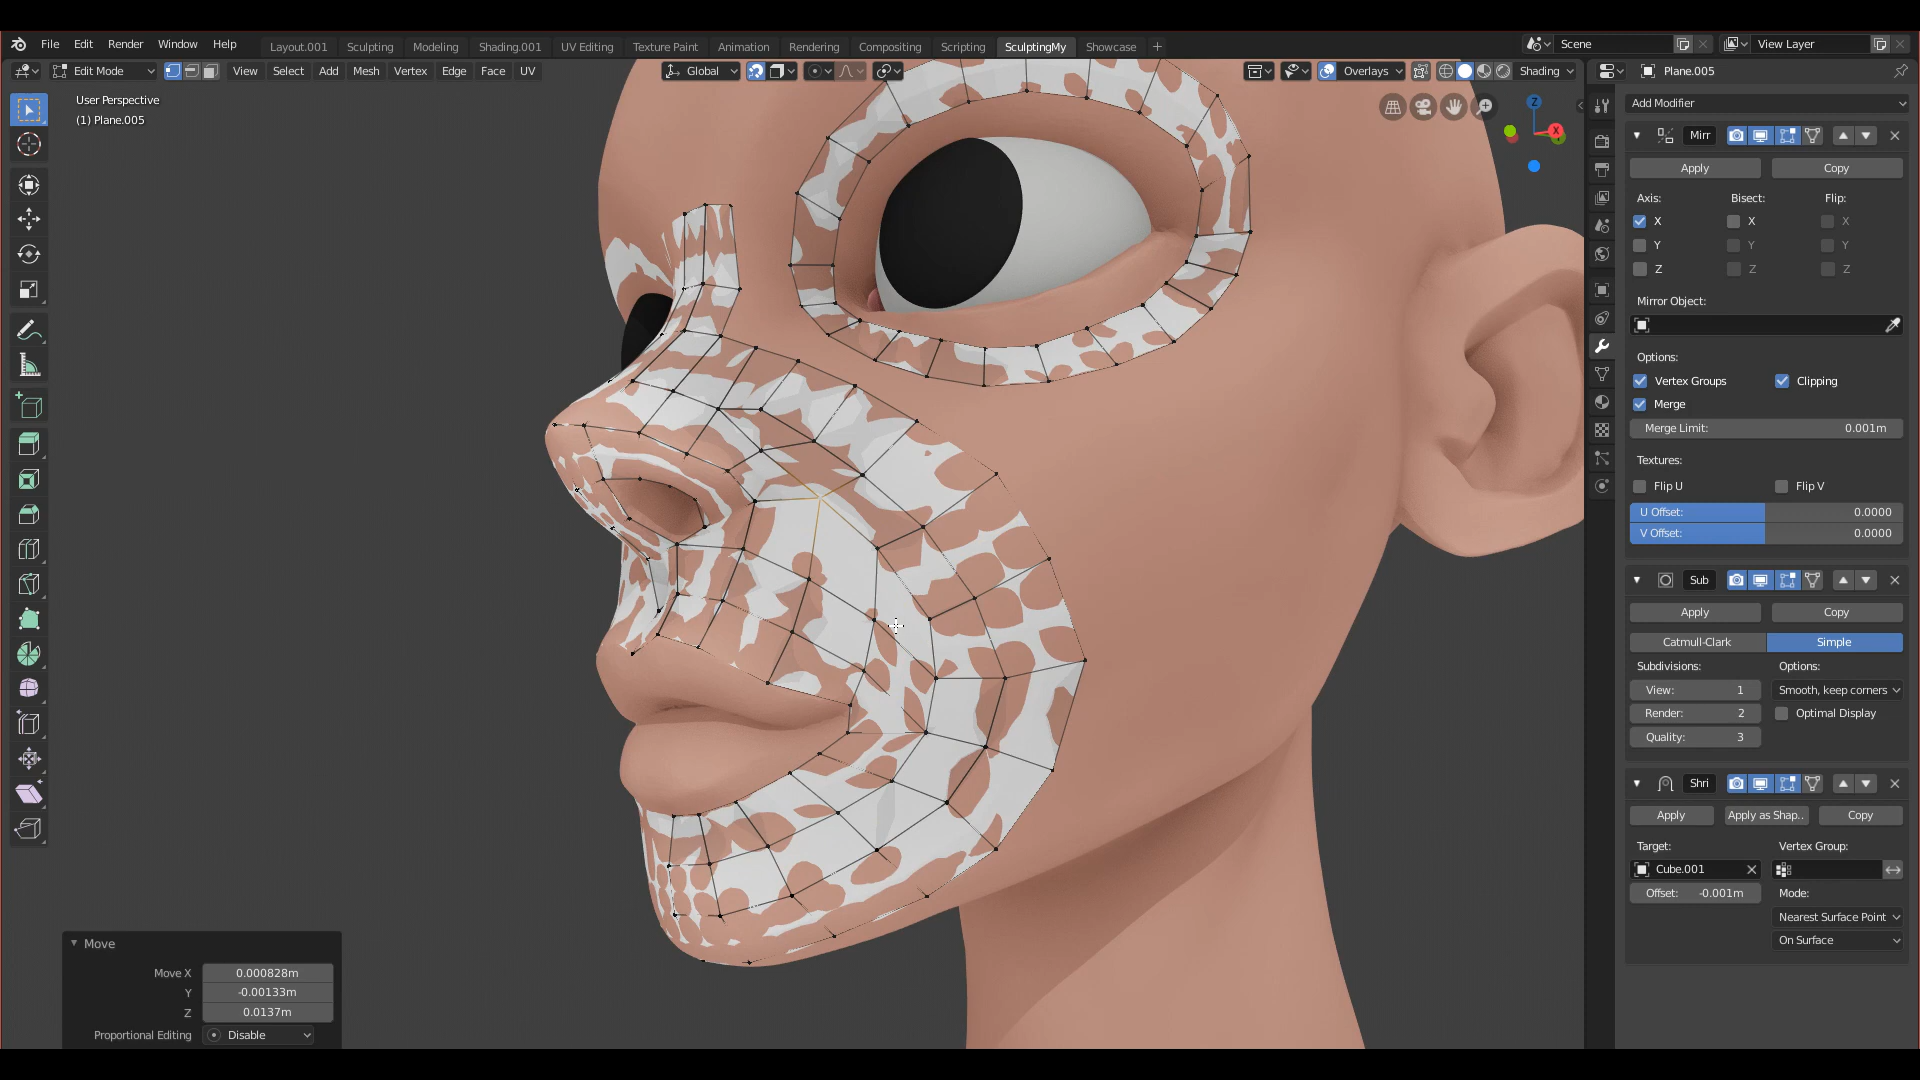 File Edit Render Window Help Layout.001 Sculpting Modeling Shading.001 UV Editing Texture Paint Animation Rendering Compositing Scripting SculptingMy Showcase + Scene View Layer
Edit Mode View Select Add Mesh Vertex Edge Face UV Global Overlays Shading Plane.005
User Perspective
(1) Plane.005
Z
X
Add Modifier
Mirr
Apply Copy
Axis: Bisect: Flip:
X X X
Y Y Y
Z Z Z
Mirror Object:
Options:
Vertex Groups Clipping
Merge
Merge Limit: 0.001m
Textures:
Flip U Flip V
U Offset: 0.0000
V Offset: 0.0000
Sub
Apply Copy
Catmull-Clark Simple
Subdivisions: Options:
View: 1 Smooth, keep corners
Render: 2 Optimal Display
Quality: 3
Shri
Apply Apply as Shap.. Copy
Target: Vertex Group:
Cube.001
Offset: -0.001m Mode:
Nearest Surface Point
On Surface
Move
Move X 0.000828m
Y -0.00133m
Z 0.0137m
Proportional Editing Disable